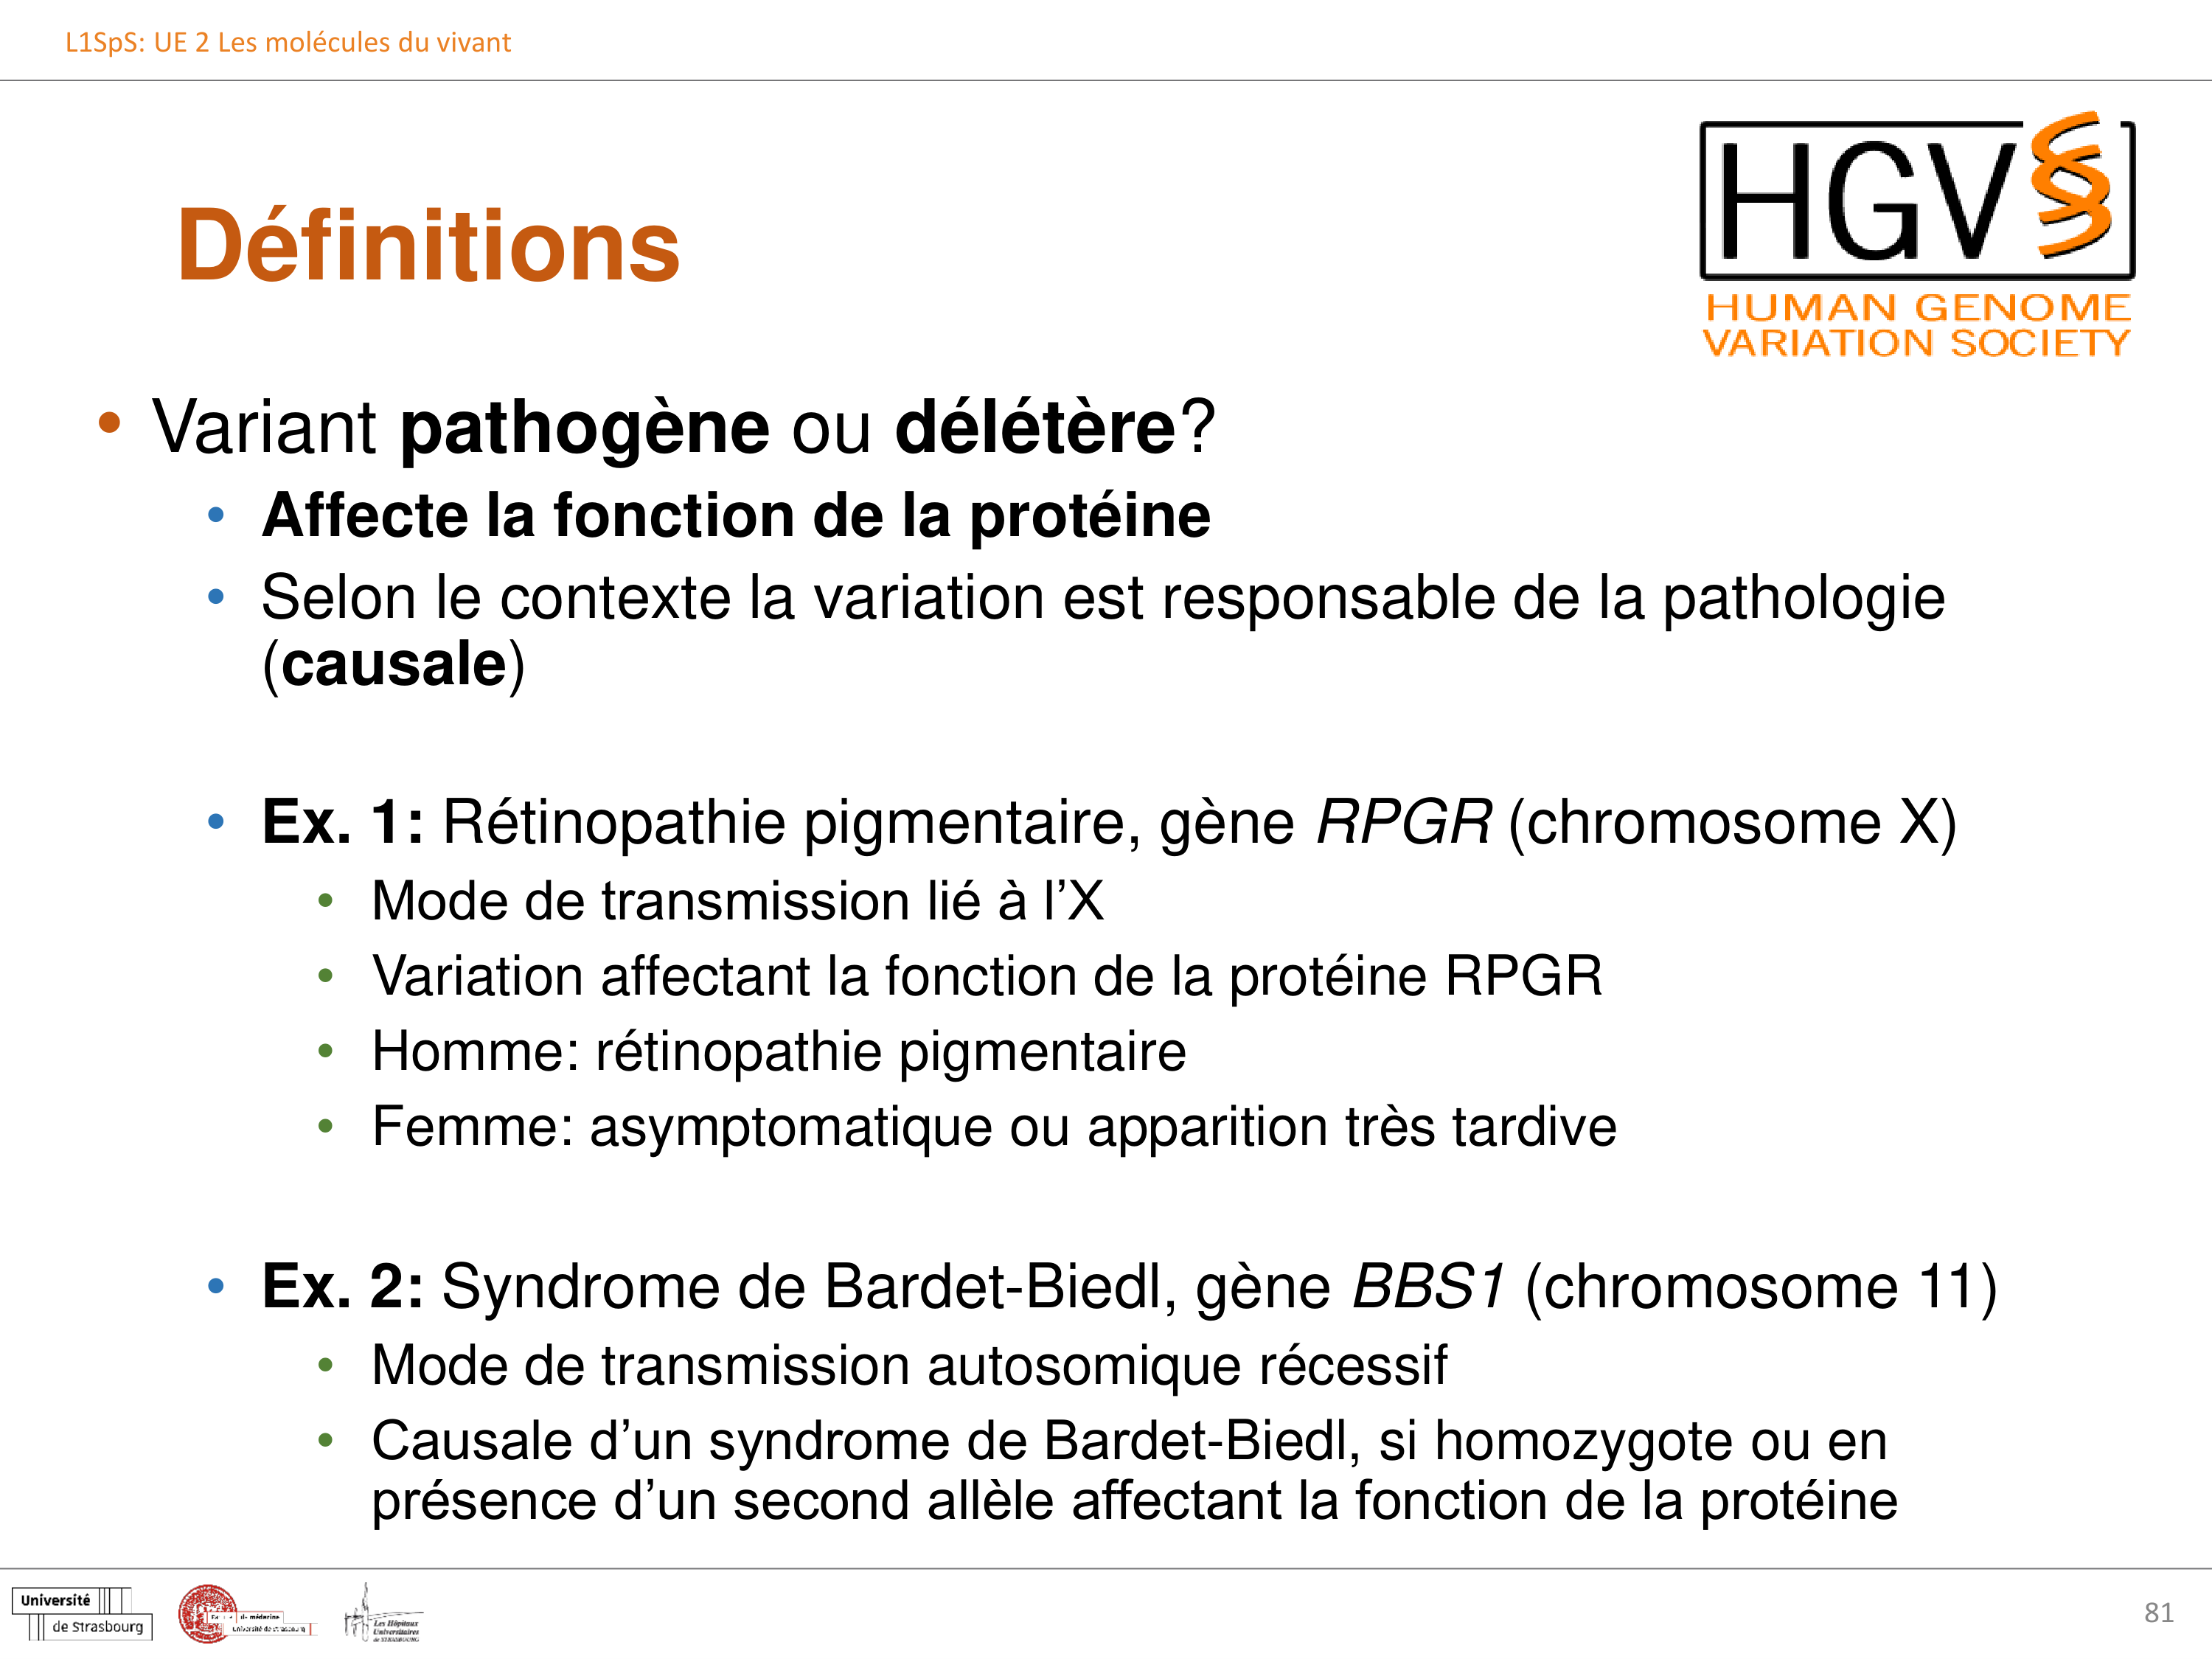 L1SpS: UE 2 Les molécules du vivant
HGVS
HUMAN GENOME
VARIATION SOCIETY
Définitions
• Variant pathogène ou délétère?
• Affecte la fonction de la protéine
• Selon le contexte la variation est responsable de la pathologie
(causale)
• Ex. 1: Rétinopathie pigmentaire, gène RPGR (chromosome X)
• Mode de transmission lié à l’X
• Variation affectant la fonction de la protéine RPGR
• Homme: rétinopathie pigmentaire
• Femme: asymptomatique ou apparition très tardive
• Ex. 2: Syndrome de Bardet-Biedl, gène BBS1 (chromosome 11)
• Mode de transmission autosomique récessif
• Causale d’un syndrome de Bardet-Biedl, si homozygote ou en
présence d’un second allèle affectant la fonction de la protéine
Université
de Strasbourg
de médecine
Université de Strasbourg
Les Hôpitaux
Universitaires
de STRASBOURG
81